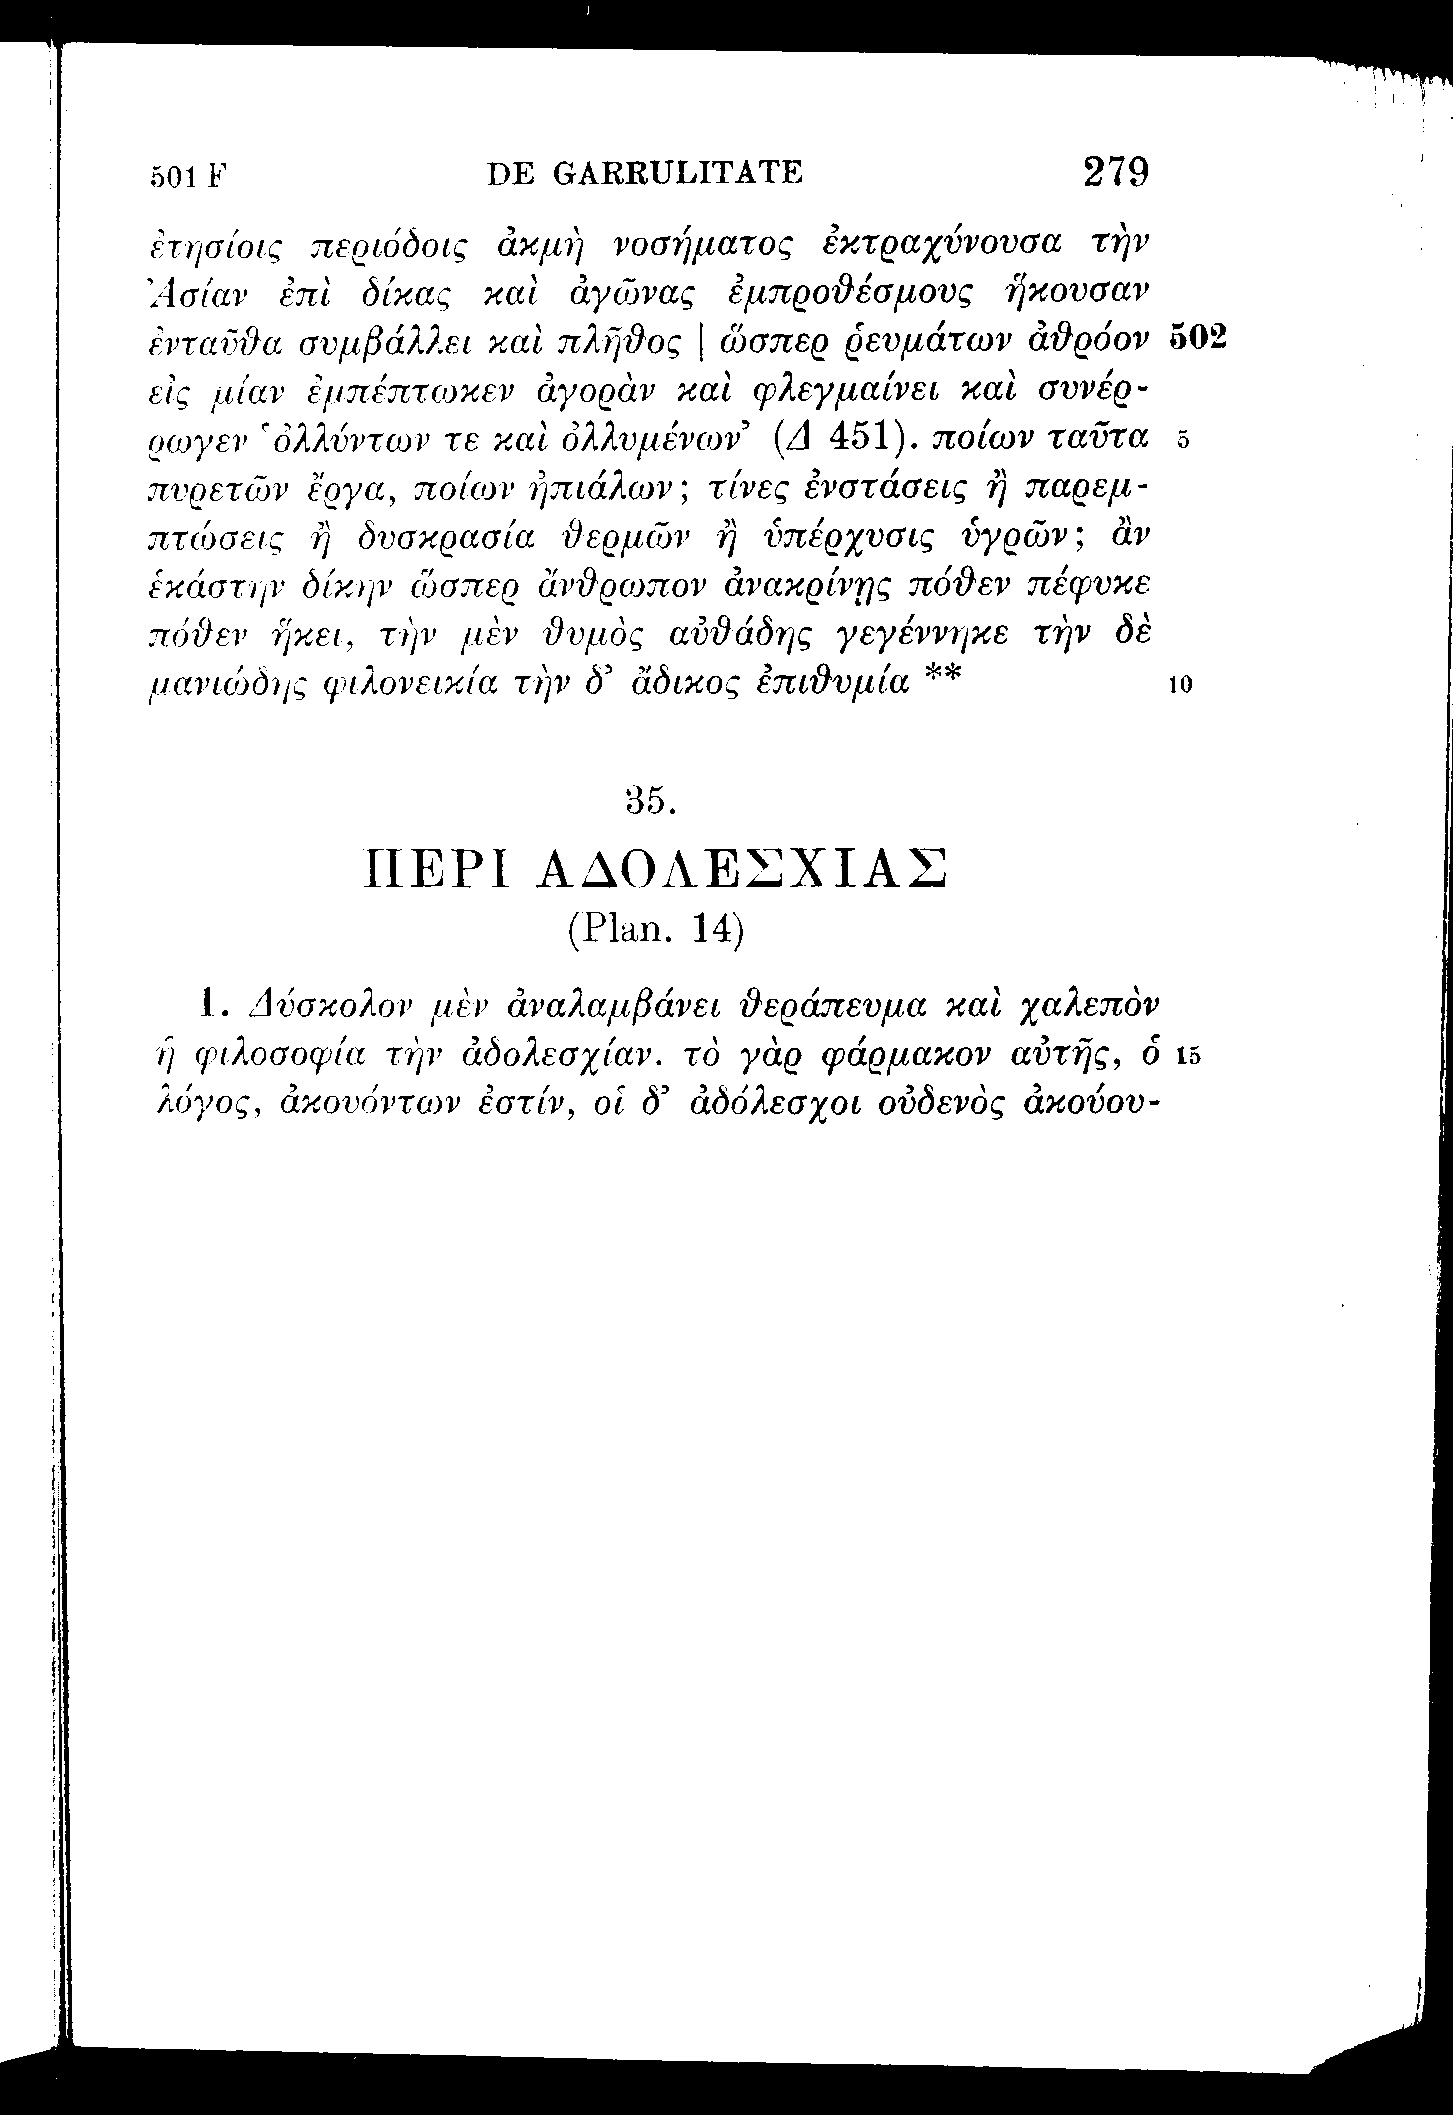 501 F DE GARRULITATE 279
ἐτησίοις περιόδοις ἀκμὴ νοσήματος ἐκτραχύνουσα τὴν
Ἀσίαν ἐπὶ δίκας καὶ ἀγῶνας ἐμπροθέσμους ἥκουσαν
ἐνταῦθα συμβάλλει καὶ πλῆθος | ὥσπερ ῥευμάτων ἀθρόον 502
εἰς μίαν ἐμπέπτωκεν ἀγορὰν καὶ φλεγμαίνει καὶ συνέρ-
ρωγεν ‘ὀλλύντων τε καὶ ὀλλυμένων’ (Δ 451). ποίων ταῦτα 5
πυρετῶν ἔργα, ποίων ἠπιάλων; τίνες ἐνστάσεις ἢ παρεμ-
πτώσεις ἢ δυσκρασία θερμῶν ἢ ὑπέρχυσις ὑγρῶν; ἂν
ἑκάστην δίκην ὥσπερ ἄνθρωπον ἀνακρίνῃς πόθεν πέφυκε
πόθεν ἥκει, τὴν μὲν θυμὸς αὐθάδης γεγέννηκε τὴν δὲ
μανιώδης φιλονεικία τὴν δ’ ἄδικος ἐπιθυμία ** 10
35.
ΠΕΡΙ ΑΔΟΛΕΣΧΙΑΣ
(Plan. 14)
1. Δύσκολον μὲν ἀναλαμβάνει θεράπευμα καὶ χαλεπὸν
ἡ φιλοσοφία τὴν ἀδολεσχίαν. τὸ γὰρ φάρμακον αὐτῆς, ὁ 15
λόγος, ἀκουόντων ἐστίν, οἱ δ’ ἀδόλεσχοι οὐδενὸς ἀκούου-